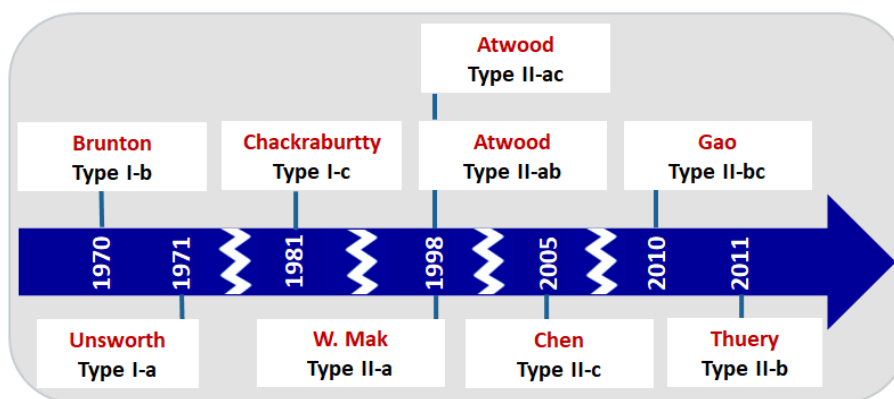 Atwood
Type II-ac
Brunton
Type I-b
Chackraburtty
Type I-c
Atwood
Type II-ab
Gao
Type II-bc
1970
1971
1981
1998
2005
2010
2011
Unsworth
Type I-a
W. Mak
Type II-a
Chen
Type II-c
Thuery
Type II-b